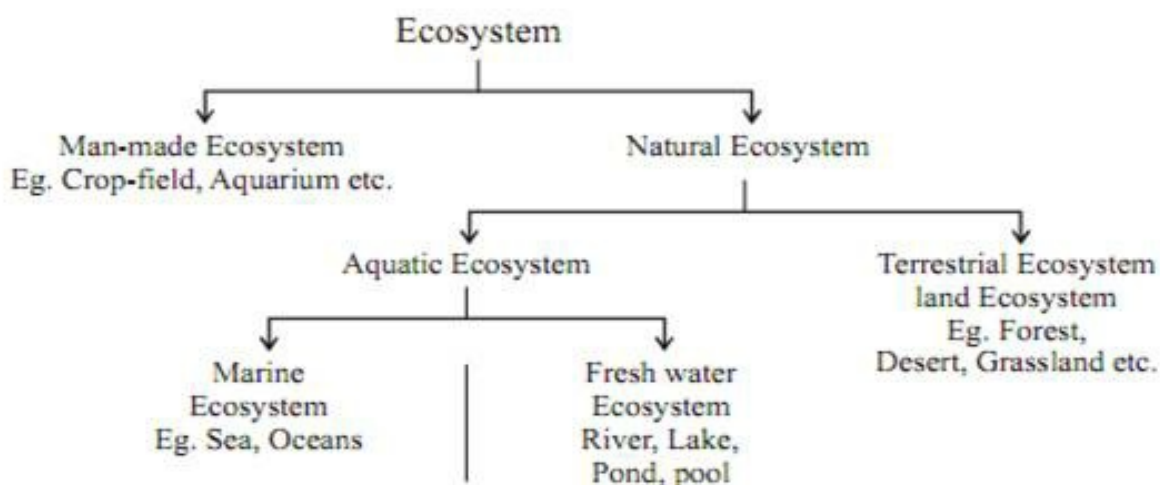 Ecosystem
Man-made Ecosystem
Eg. Crop-field, Aquarium etc.
Natural Ecosystem
Aquatic Ecosystem
Terrestrial Ecosystem
land Ecosystem
Eg. Forest,
Desert, Grassland etc.
Marine
Ecosystem
Eg. Sea, Oceans
Fresh water
Ecosystem
River, Lake,
Pond, pool